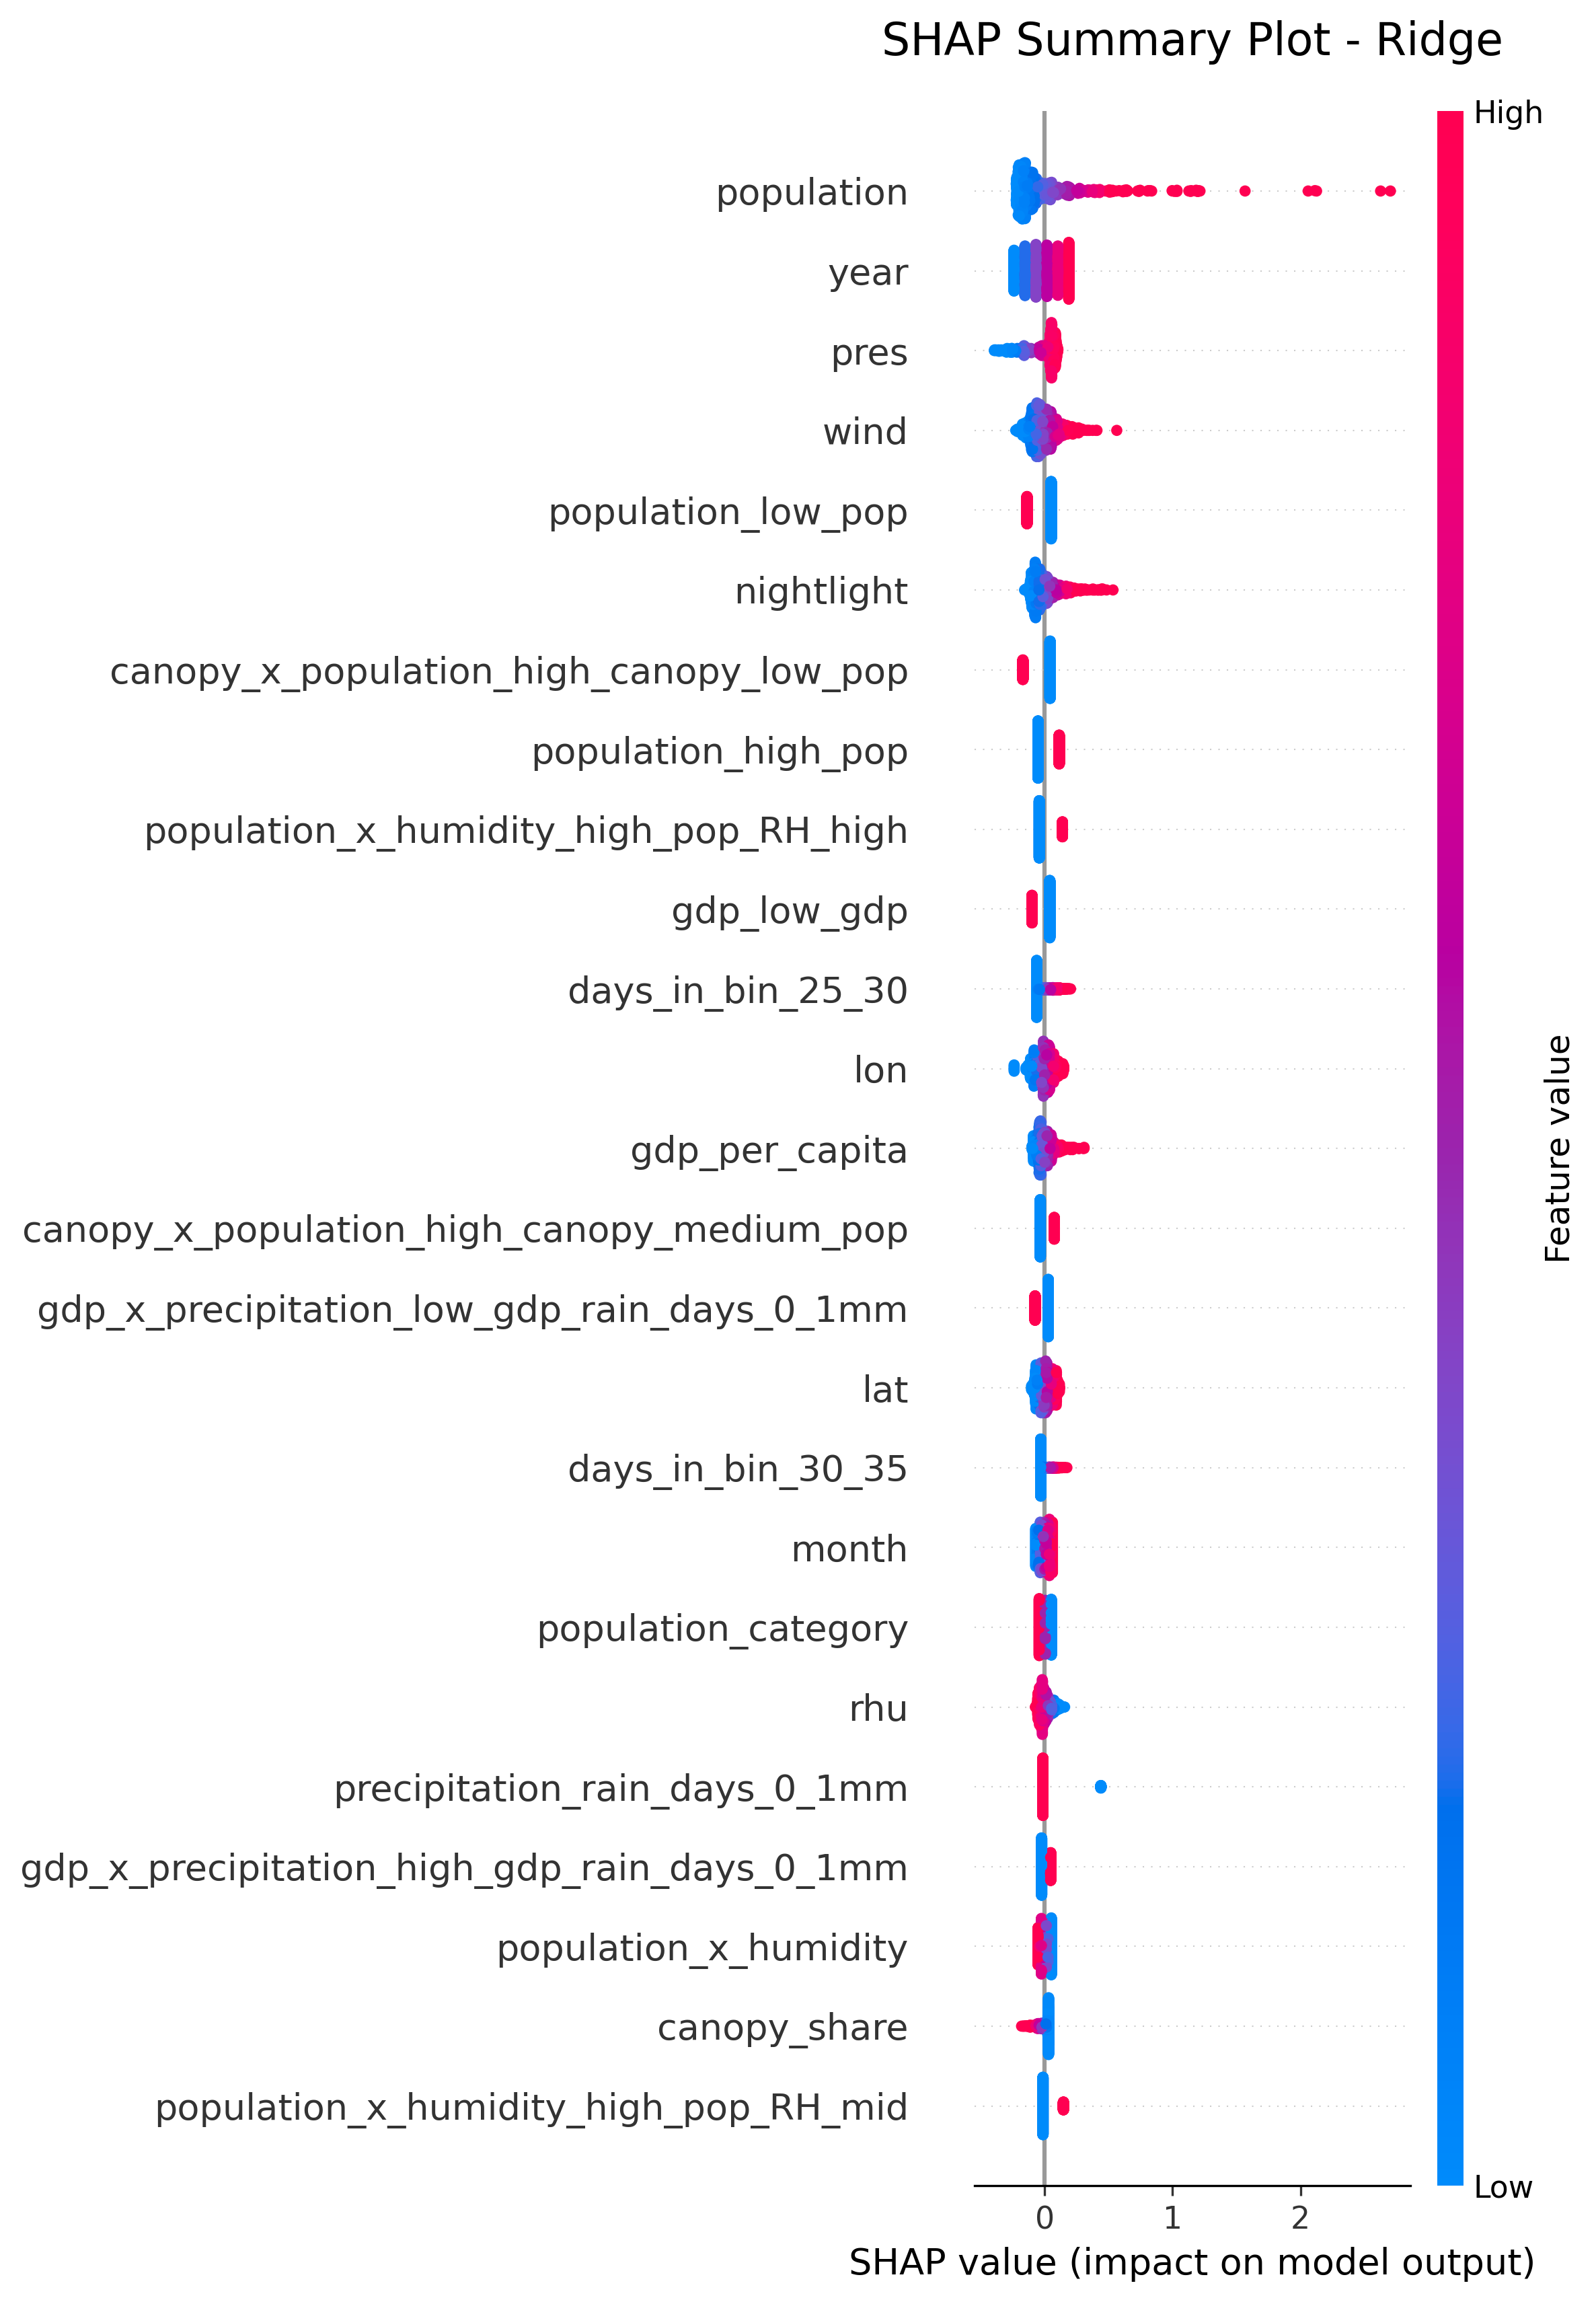 SHAP Summary Plot - Ridge
High
population
year
pres
wind
population_low_pop
nightlight
canopy_x_population_high_canopy_low_pop
population_high_pop
population_x_humidity_high_pop_RH_high
gdp_low_gdp
days_in_bin_25_30
lon
gdp_per_capita
canopy_x_population_high_canopy_medium_pop
gdp_x_precipitation_low_gdp_rain_days_0_1mm
lat
days_in_bin_30_35
month
population_category
rhu
precipitation_rain_days_0_1mm
gdp_x_precipitation_high_gdp_rain_days_0_1mm
population_x_humidity
canopy_share
population_x_humidity_high_pop_RH_mid
Feature value
Low
0 1 2
SHAP value (impact on model output)